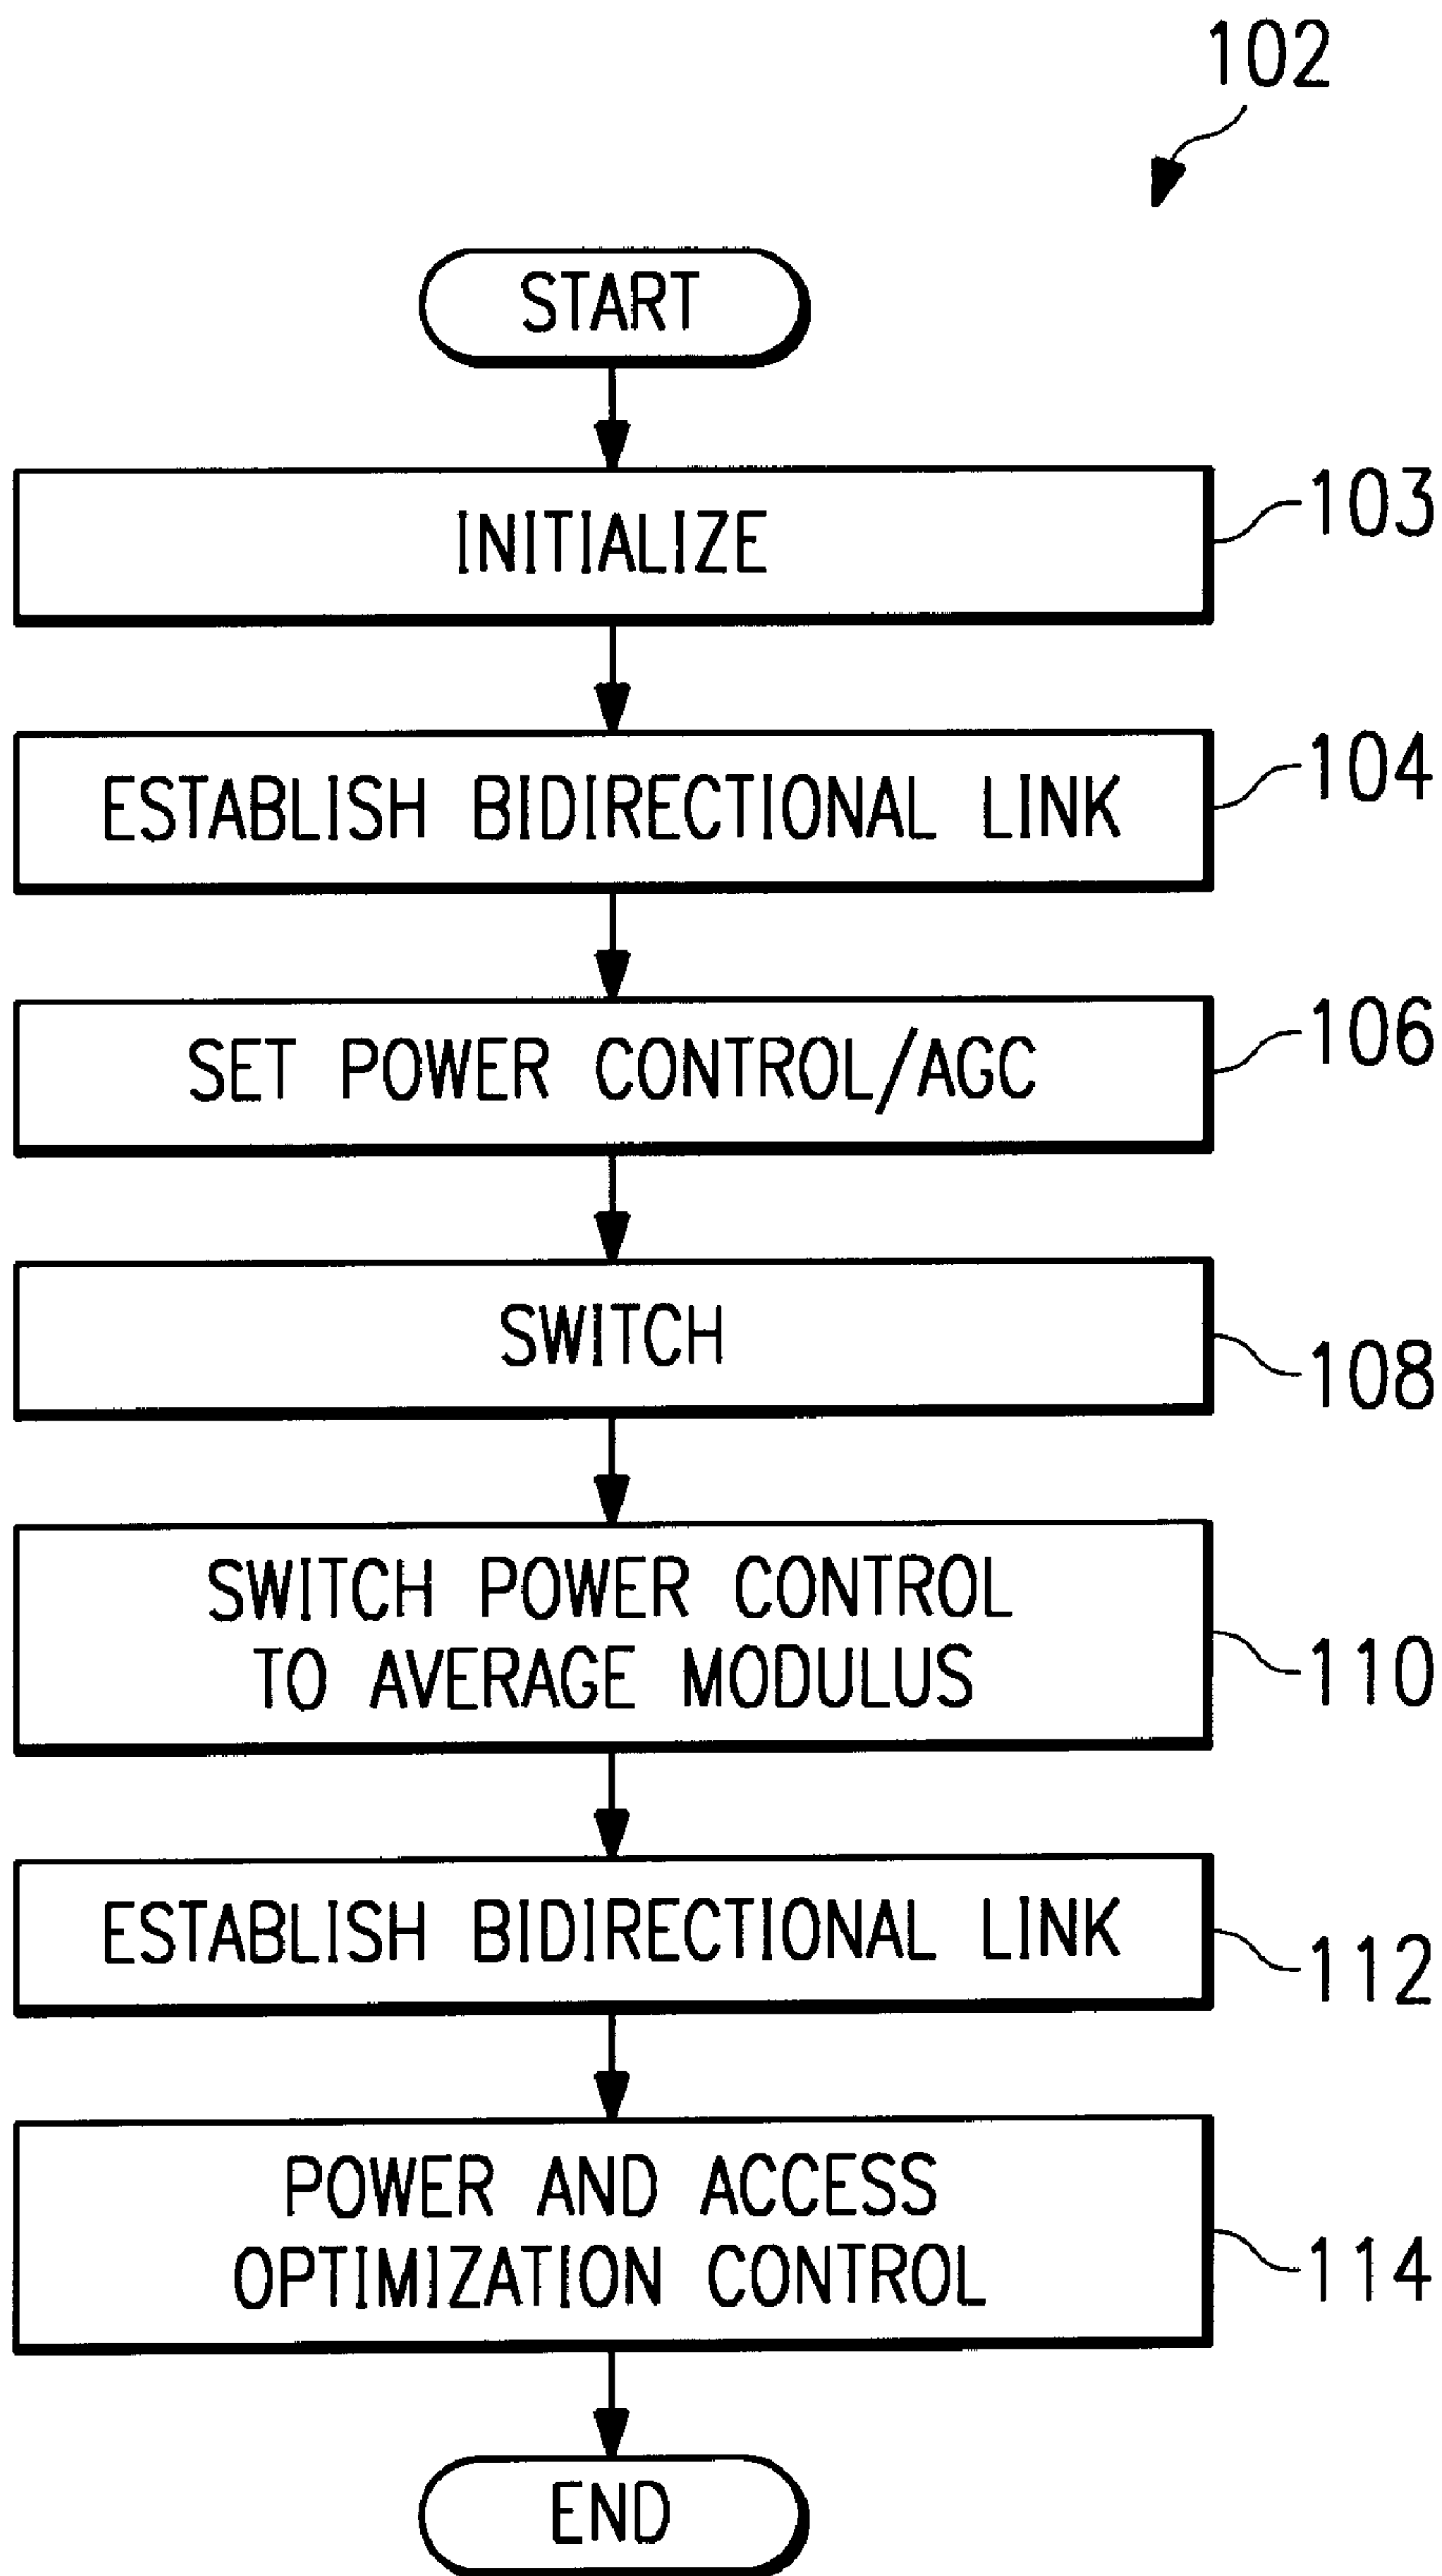 102
START
INITIALIZE
103
ESTABLISH BIDIRECTIONAL LINK
104
SET POWER CONTROL/AGC
106
SWITCH
108
SWITCH POWER CONTROL
TO AVERAGE MODULUS
110
ESTABLISH BIDIRECTIONAL LINK
112
POWER AND ACCESS
OPTIMIZATION CONTROL
114
END